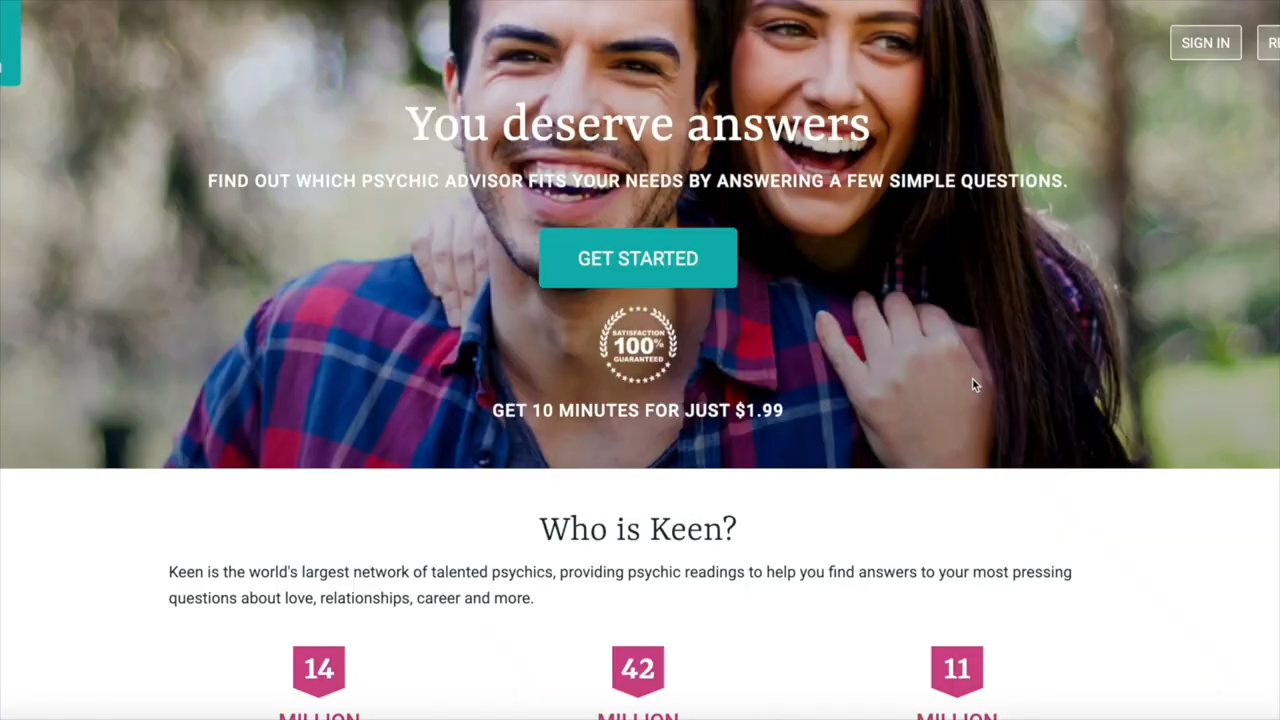 SIGN IN
You deserve answers
FIND OUT WHICH PSYCHIC ADVISOR FITS YOUR NEEDS BY ANSWERING A FEW SIMPLE QUESTIONS.
GET STARTED
SATISFACTION
100%
GUARANTEED
GET 10 MINUTES FOR JUST $1.99
Who is Keen?
Keen is the world's largest network of talented psychics, providing psychic readings to help you find answers to your most pressing
questions about love, relationships, career and more.
14 42 11
MILLION MILLION MILLION